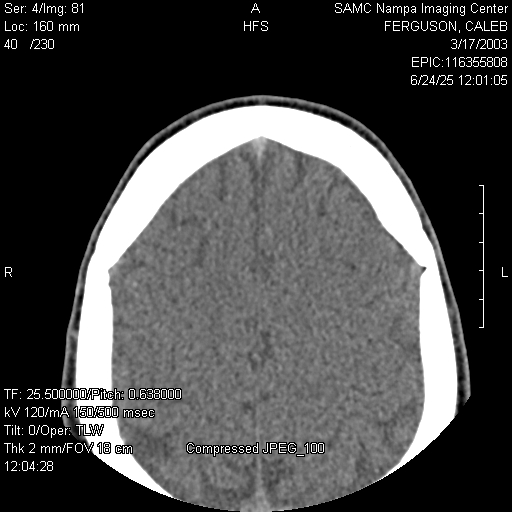 Ser: 4/Img: 81
Loc: 160 mm
40 /230
A
HFS
SAMC Nampa Imaging Center
FERGUSON, CALEB
3/17/2003
EPIC:116355808
6/24/25 12:01:05
R
L
TF: 25.500000/Pitch: 0.638000
kV 120/mA 150/500 msec
Tilt: 0/Oper: TLW
Thk 2 mm/FOV 18 cm
12:04:28
Compressed JPEG_100